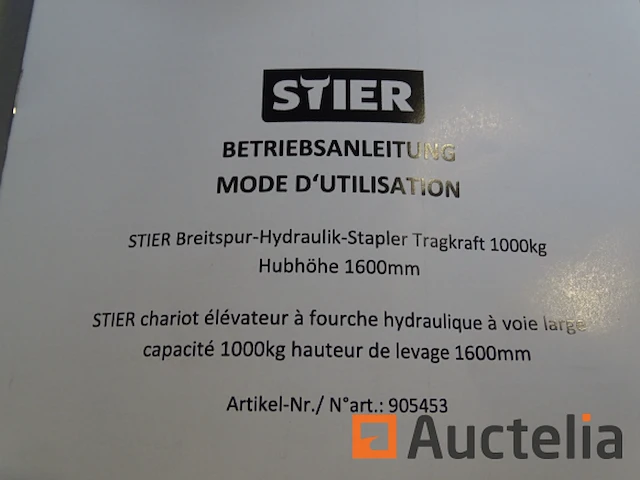 STIER
BETRIEBSANLEITUNG
MODE D'UTILISATION
STIER Breitspur-Hydraulik-Stapler Tragkraft 1000kg
Hubhöhe 1600mm
STIER chariot élévateur à fourche hydraulique à voie large
capacité 1000kg hauteur de levage 1600mm
Artikel-Nr./ N°art.: 905453
Auctelia